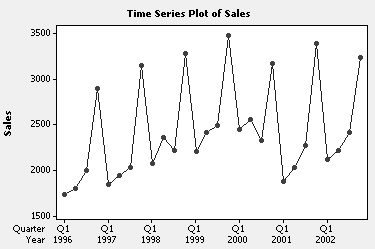 Time Series Plot of Sales
3500
3000
2500
2000
1500
Sales
Quarter Q1 Q1 Q1 Q1 Q1 Q1 Q1
Year 1996 1997 1998 1999 2000 2001 2002